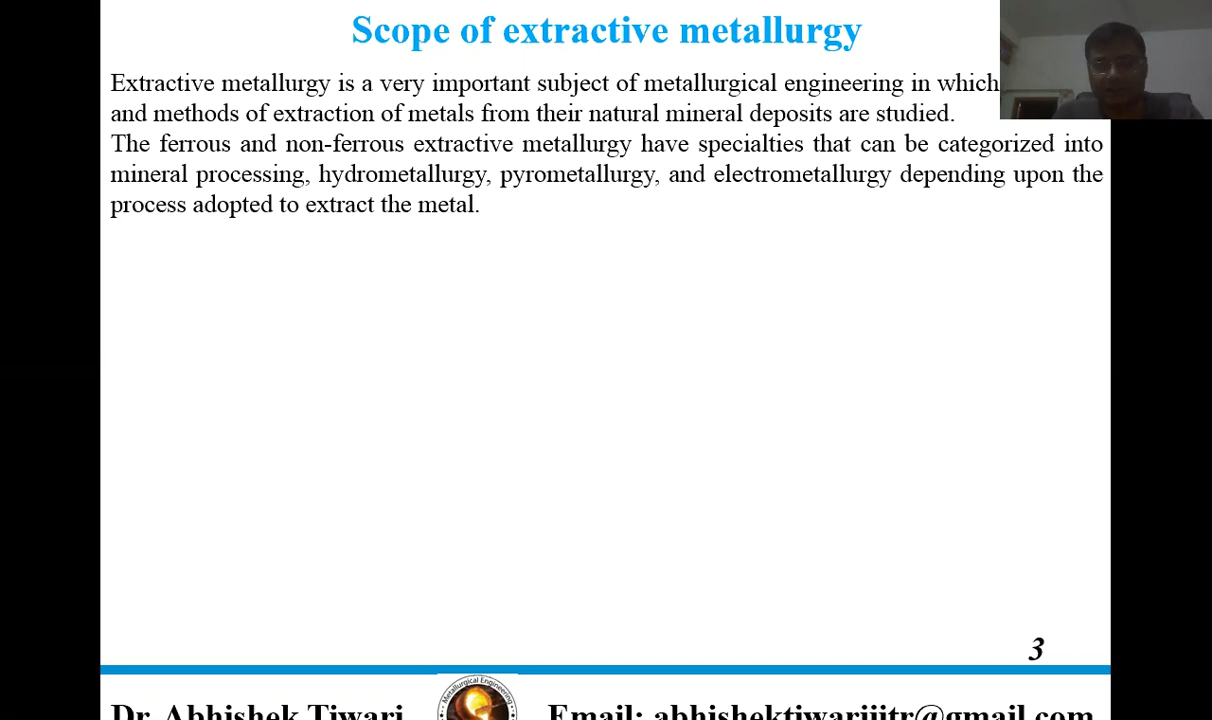 Scope of extractive metallurgy
Extractive metallurgy is a very important subject of metallurgical engineering in which
and methods of extraction of metals from their natural mineral deposits are studied.
The ferrous and non-ferrous extractive metallurgy have specialties that can be categorized into
mineral processing, hydrometallurgy, pyrometallurgy, and electrometallurgy depending upon the
process adopted to extract the metal.
3
Metallurgical Engineering
Dr. Abhishek Tiwari
Email: abhishektiwariiitr@gmail.com